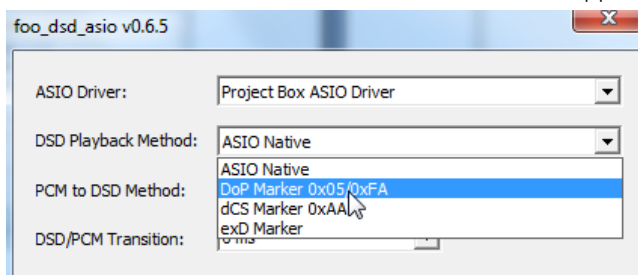 foo_dsd_asio v0.6.5
ASIO Driver: Project Box ASIO Driver
DSD Playback Method: ASIO Native
ASIO Native
PCM to DSD Method: DoP Marker 0x05/0xFA
dCS Marker 0xAA
exD Marker
DSD/PCM Transition: